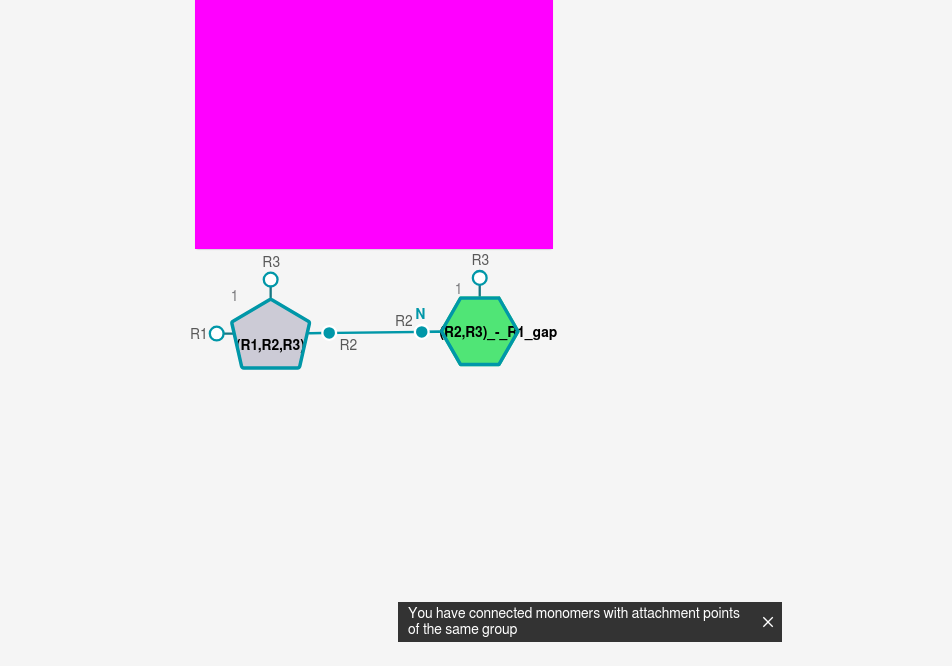 R3
R3
1
1
N
R2
R1
(R1,R2,R3)
(R2,R3)_-_R1_gap
R2
You have connected monomers with attachment points
of the same group